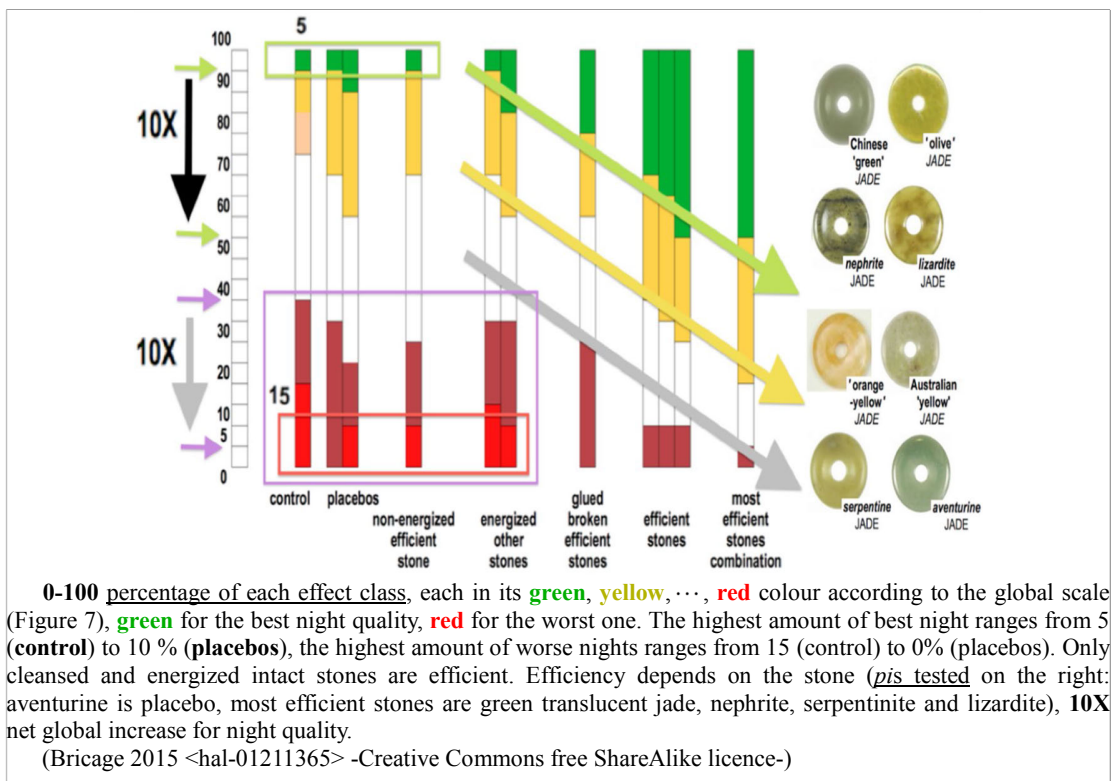 5
100
90
80
70
60
50
40
30
20
10
5
0
10X
10X
15
control
placebos
non-energized
efficient
stone
energized
other
stones
glued
broken
efficient
stones
efficient
stones
most
efficient
stones
combination
Chinese
'green'
JADE
'olive'
JADE
nephrite
JADE
lizardite
JADE
'orange
-yellow'
JADE
Australian
'yellow'
JADE
serpentine
JADE
aventurine
JADE
0-100 percentage of each effect class, each in its green, yellow,⋯, red colour according to the global scale
(Figure 7), green for the best night quality, red for the worst one. The highest amount of best night ranges from 5
(control) to 10 % (placebos), the highest amount of worse nights ranges from 15 (control) to 0% (placebos). Only
cleansed and energized intact stones are efficient. Efficiency depends on the stone (pis tested on the right:
aventurine is placebo, most efficient stones are green translucent jade, nephrite, serpentinite and lizardite), 10X
net global increase for night quality.
(Bricage 2015 <hal-01211365> -Creative Commons free ShareAlike licence-)